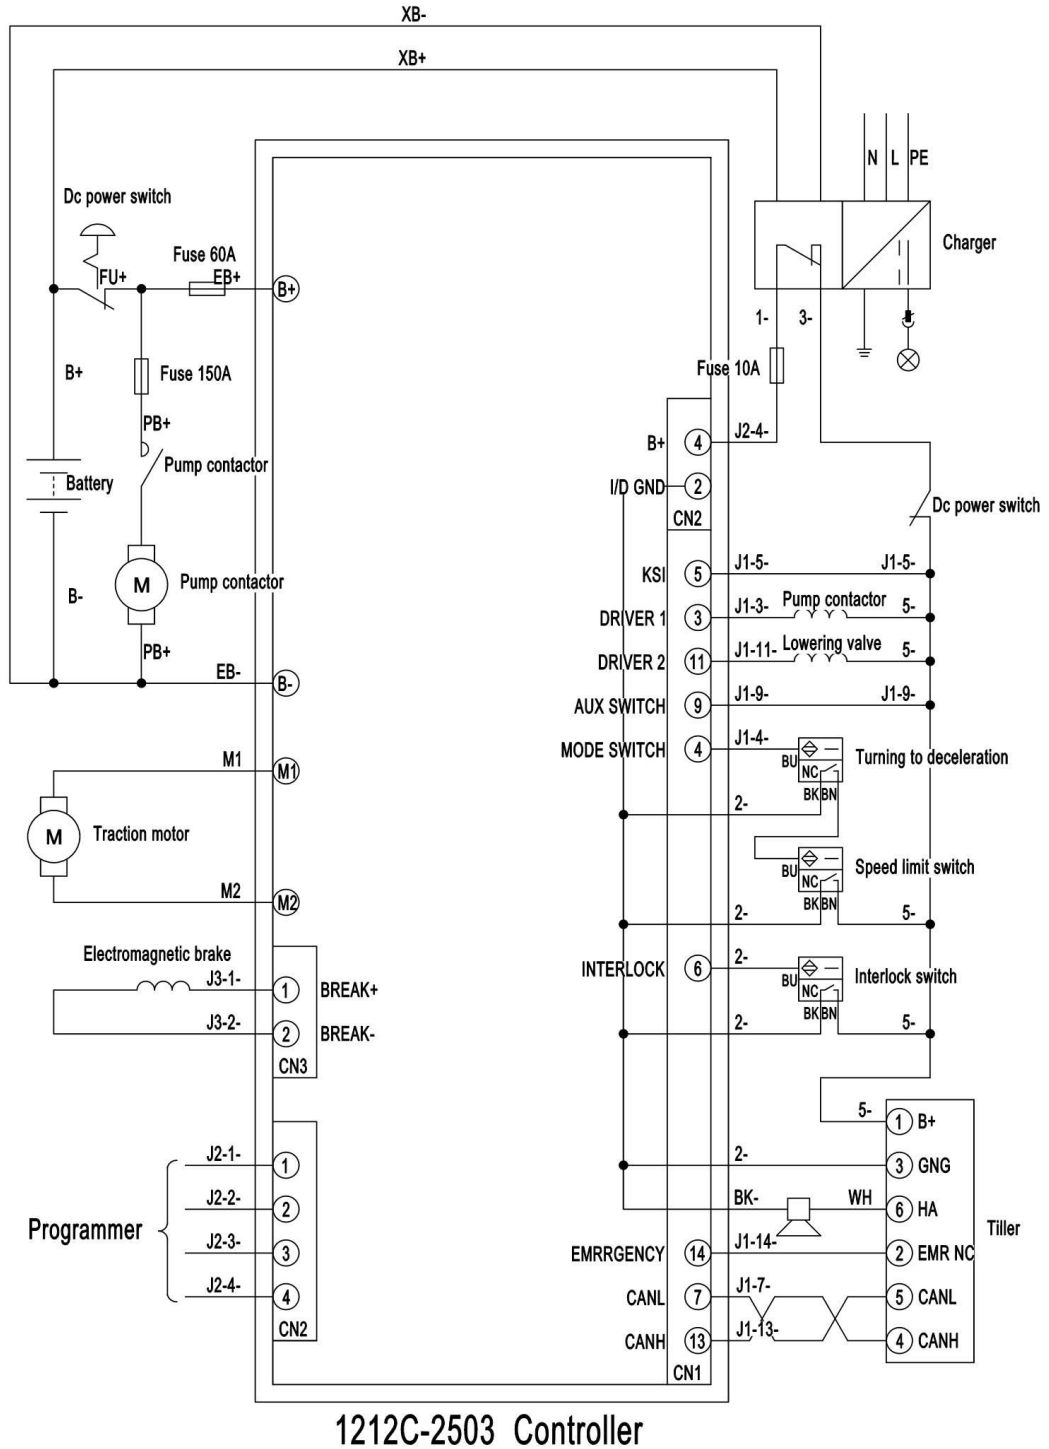 XB-
XB+
N L PE
Dc power switch
Fuse 60A
FU+
EB+
B+
Charger
1-
3-
B+
Fuse 150A
Fuse 10A
PB+
B+ 4 J2-4-
Pump contactor
Battery
I/D GND 2
CN2
Dc power switch
KSI 5 J1-5- J1-5-
M
Pump contactor
B-
DRIVER 1 3 J1-3- Pump contactor 5-
PB+
DRIVER 2 11 J1-11- Lowering valve 5-
EB-
B-
AUX SWITCH 9 J1-9- J1-9-
MODE SWITCH 4 J1-4-
BU NC
BK BN
Turning to deceleration
M1
M1
2-
M
Traction motor
BU NC
BK BN
Speed limit switch
M2
M2
2-
5-
Electromagnetic brake
INTERLOCK 6 2-
BU NC
BK BN
Interlock switch
J3-1- 1 BREAK+
J3-2- 2 BREAK-
CN3
2-
5-
5-
1 B+
J2-1- 1
2-
3 GNG
J2-2- 2
BK-
WH
6 HA
Programmer
Tiller
J2-3- 3
EMRRGENCY 14 J1-14- 2 EMR NC
J2-4- 4
CN2
CANL 7 J1-7- 5 CANL
CANH 13 J1-13- 4 CANH
CN1
1212C-2503 Controller